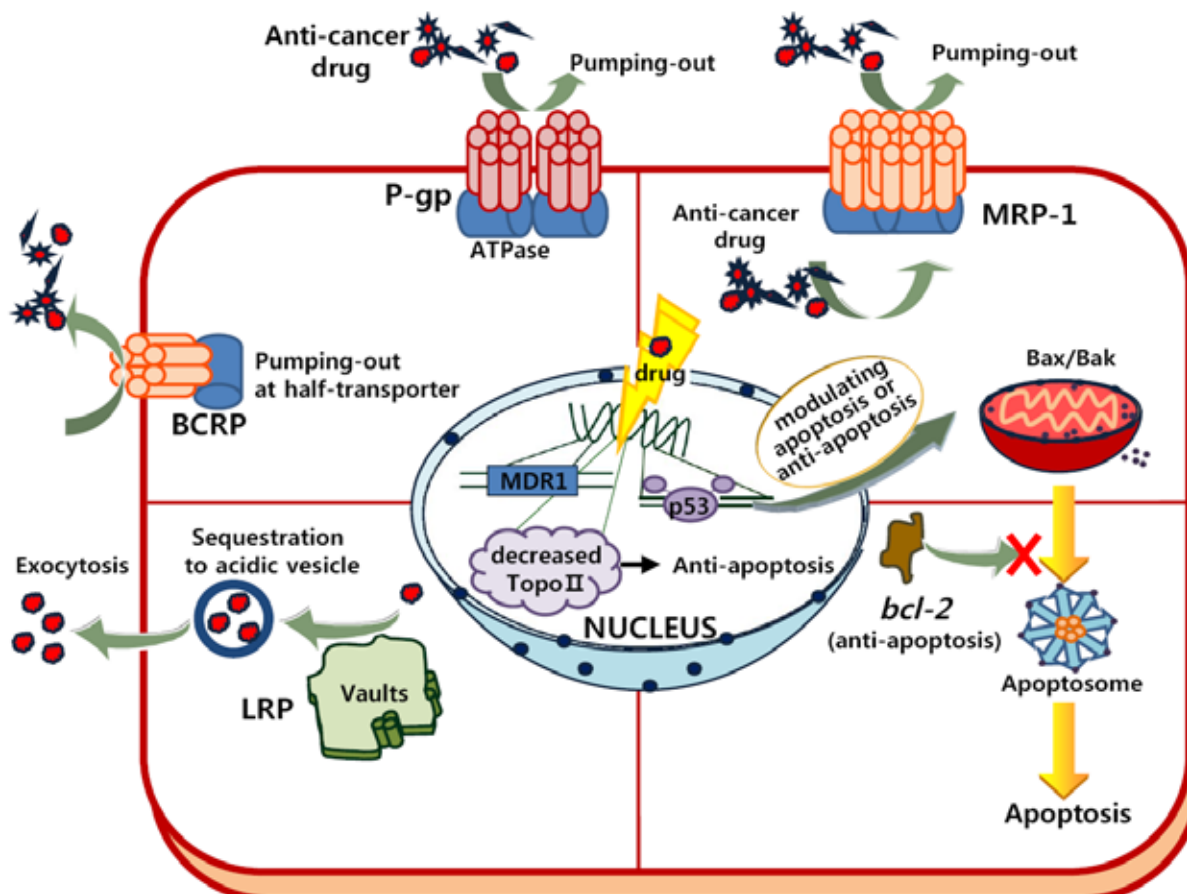 Anti-cancer
drug
Pumping-out
P-gp
ATPase
Pumping-out
MRP-1
Anti-cancer
drug
Pumping-out
at half-transporter
BCRP
drug
MDR1
p53
modulating
apoptosis or
anti-apoptosis
Bax/Bak
decreased
Topo II
Anti-apoptosis
NUCLEUS
Exocytosis
Sequestration
to acidic vesicle
LRP
Vaults
bcl-2
(anti-apoptosis)
Apoptosome
Apoptosis